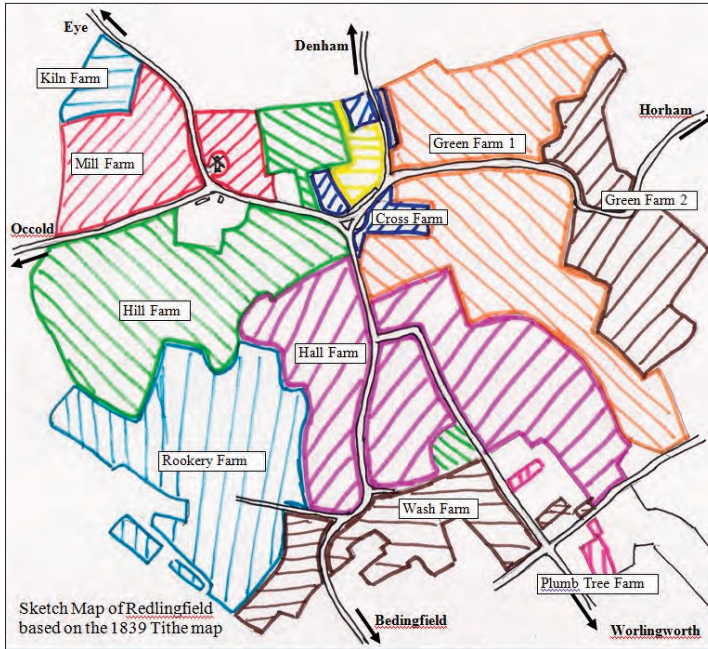 Eye
Denham
Kiln Farm
Horham
Mill Farm
Green Farm 1
Green Farm 2
Cross Farm
Occold
Hill Farm
Hall Farm
Rookery Farm
Wash Farm
Plumb Tree Farm
Sketch Map of Redlingfield
based on the 1839 Tithe map
Bedingfield
Worlingworth